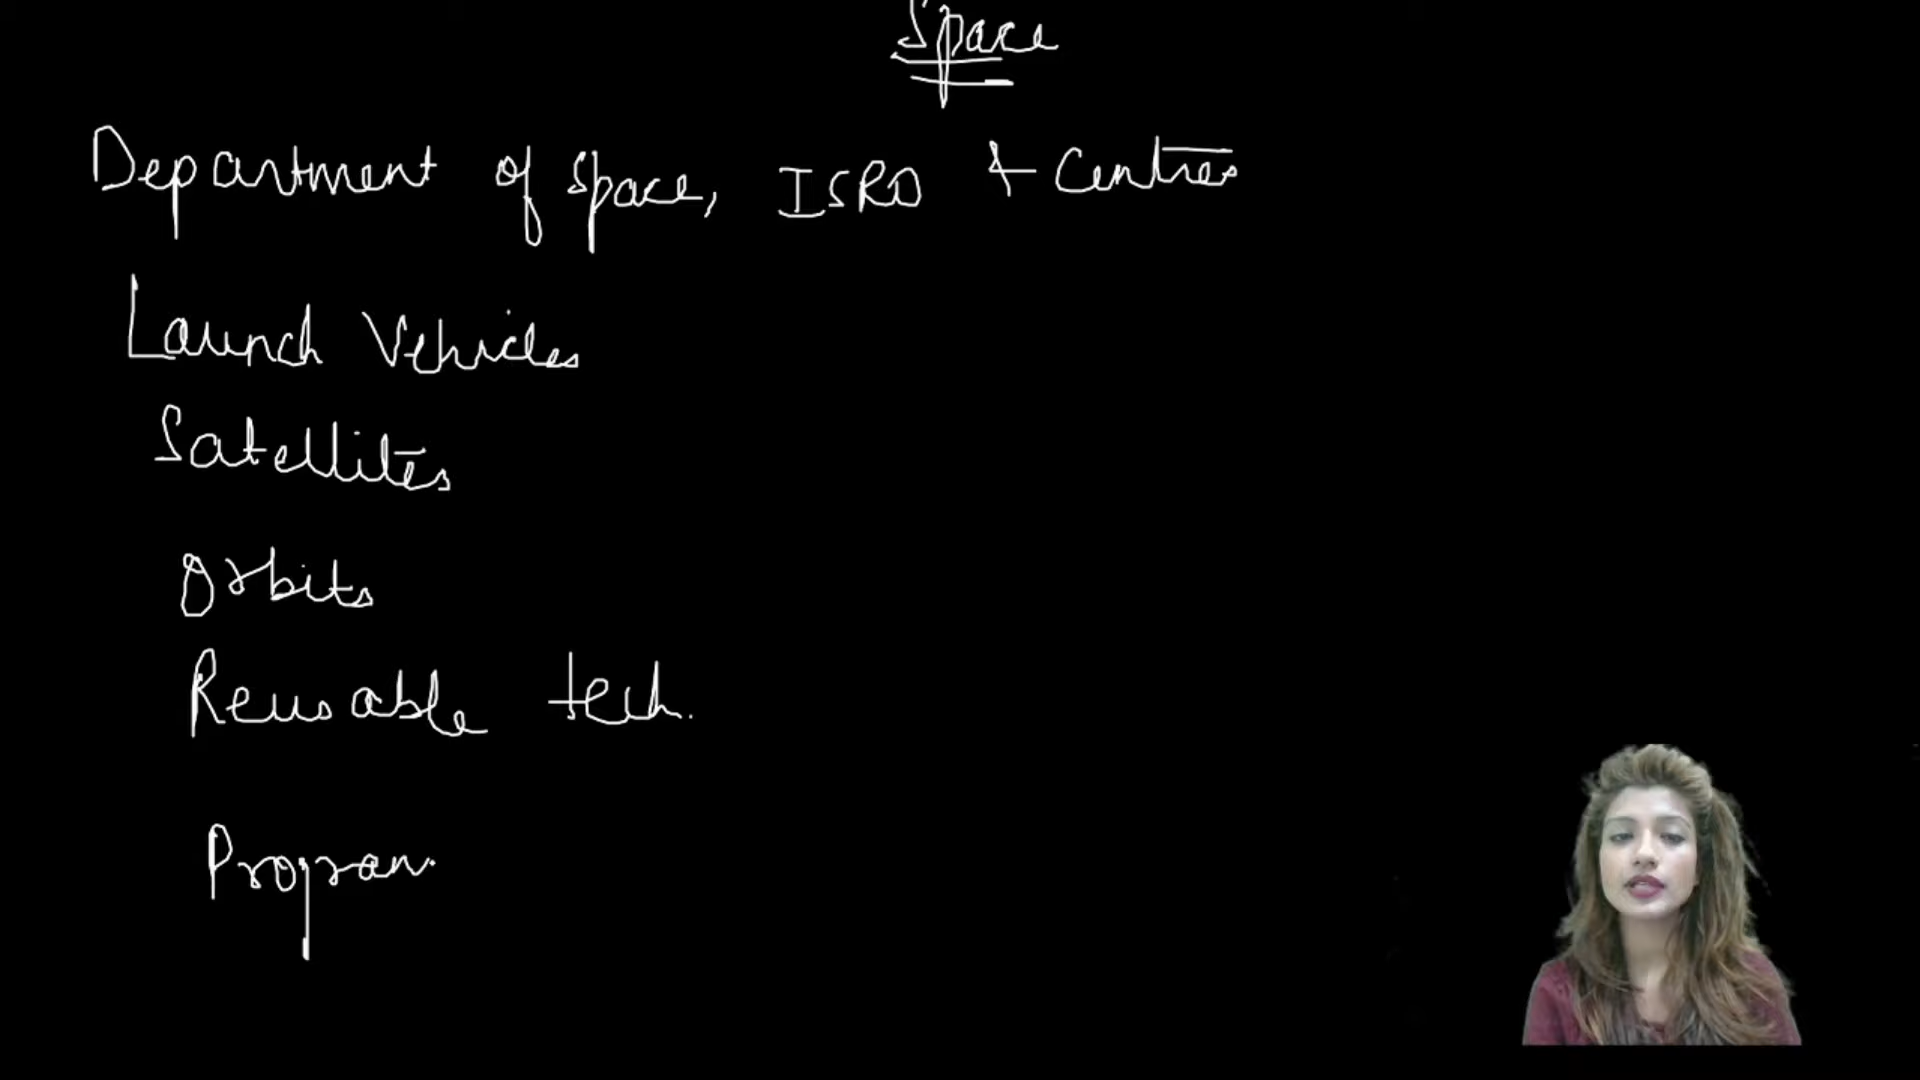 Space
Department of Space, ISRO & Centres
Launch Vehicles
Satellites
Orbits
Reusable tech.
Program